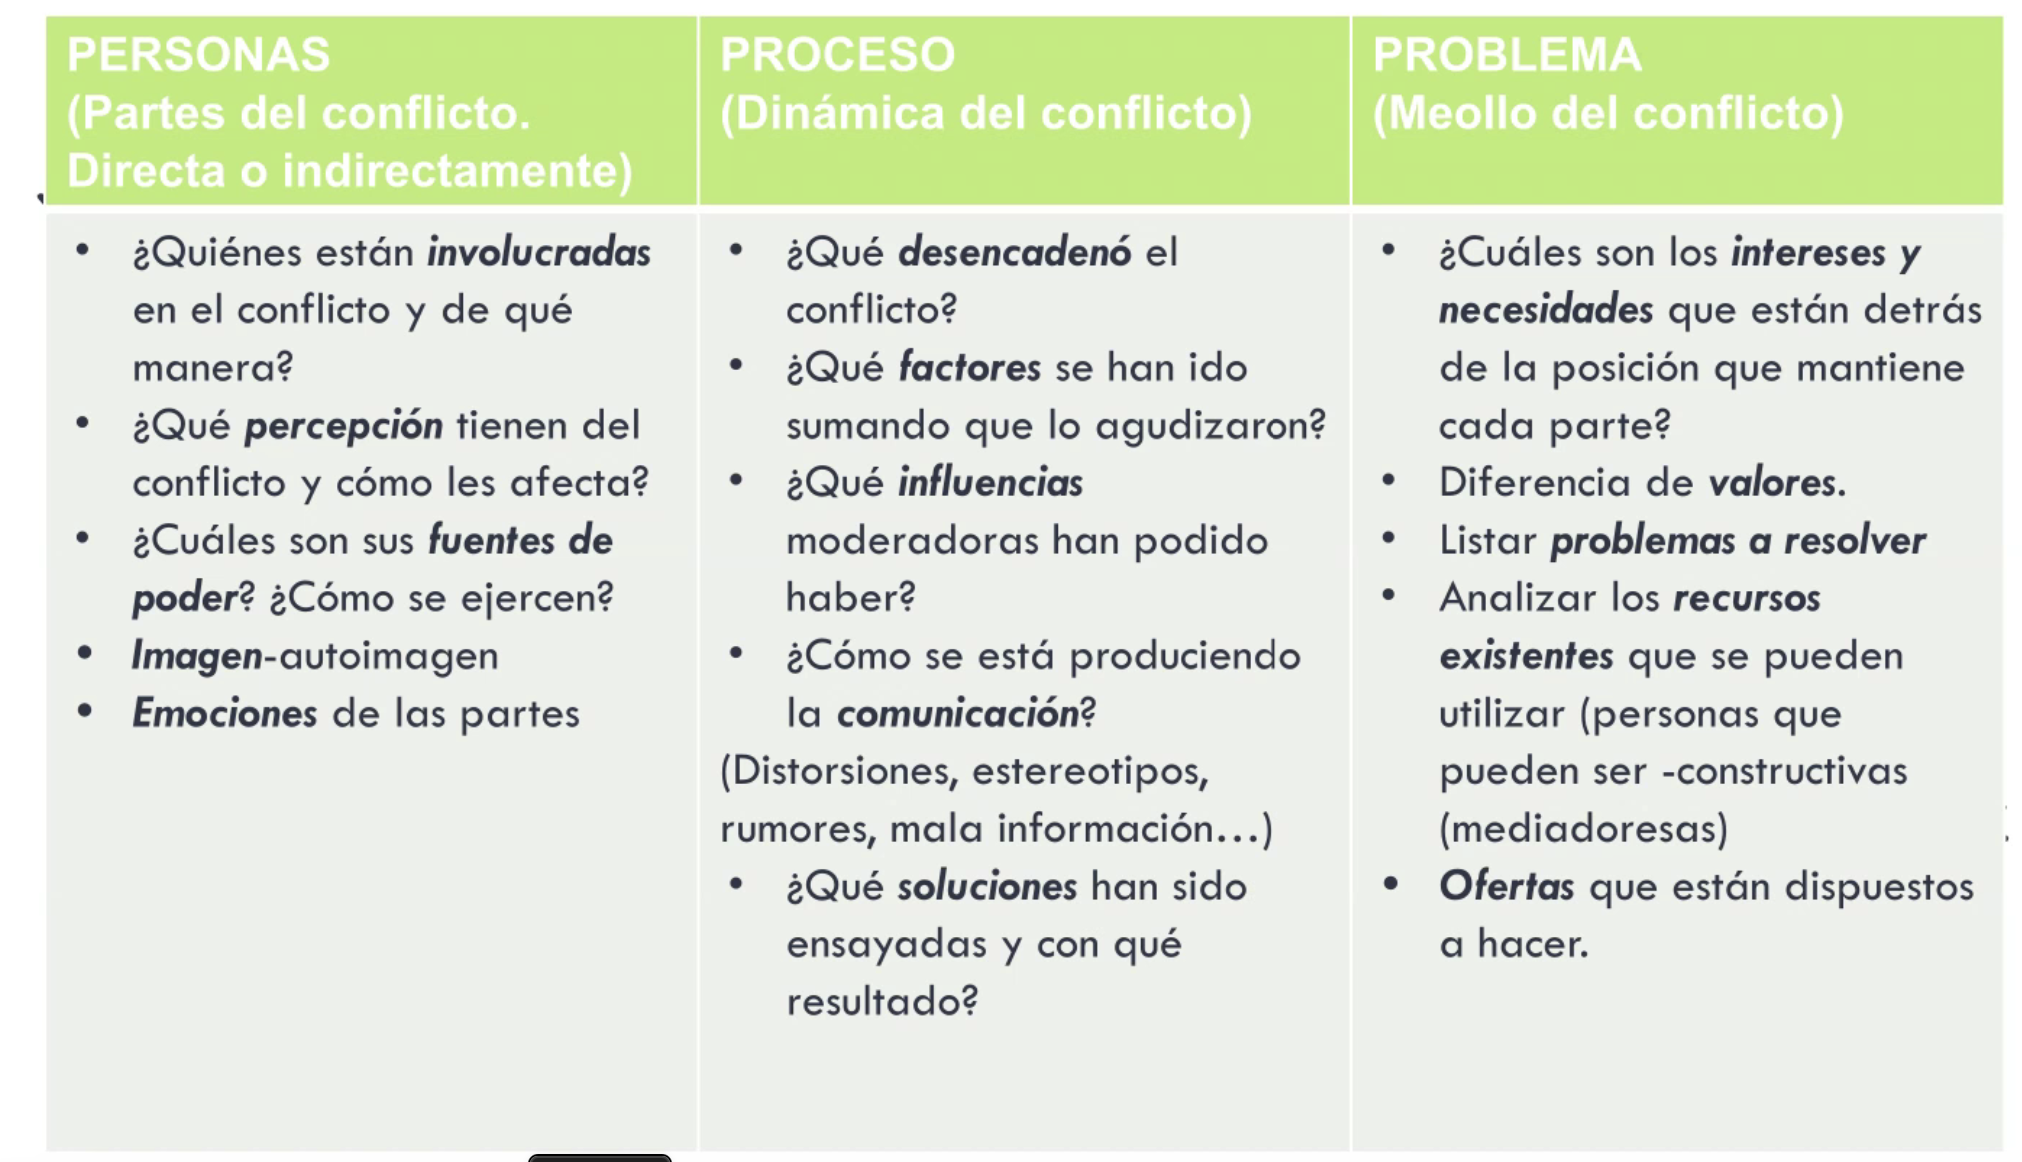 PERSONAS
(Partes del conflicto.
Directa o indirectamente)
• ¿Quiénes están involucradas
en el conflicto y de qué
manera?
• ¿Qué percepción tienen del
conflicto y cómo les afecta?
• ¿Cuáles son sus fuentes de
poder? ¿Cómo se ejercen?
• Imagen-autoimagen
• Emociones de las partes
PROCESO
(Dinámica del conflicto)
• ¿Qué desencadenó el
conflicto?
• ¿Qué factores se han ido
sumando que lo agudizaron?
• ¿Qué influencias
moderadoras han podido
haber?
• ¿Cómo se está produciendo
la comunicación?
(Distorsiones, estereotipos,
rumores, mala información…)
• ¿Qué soluciones han sido
ensayadas y con qué
resultado?
PROBLEMA
(Meollo del conflicto)
• ¿Cuáles son los intereses y
necesidades que están detrás
de la posición que mantiene
cada parte?
• Diferencia de valores.
• Listar problemas a resolver
• Analizar los recursos
existentes que se pueden
utilizar (personas que
pueden ser -constructivas
(mediadoresas)
• Ofertas que están dispuestos
a hacer.